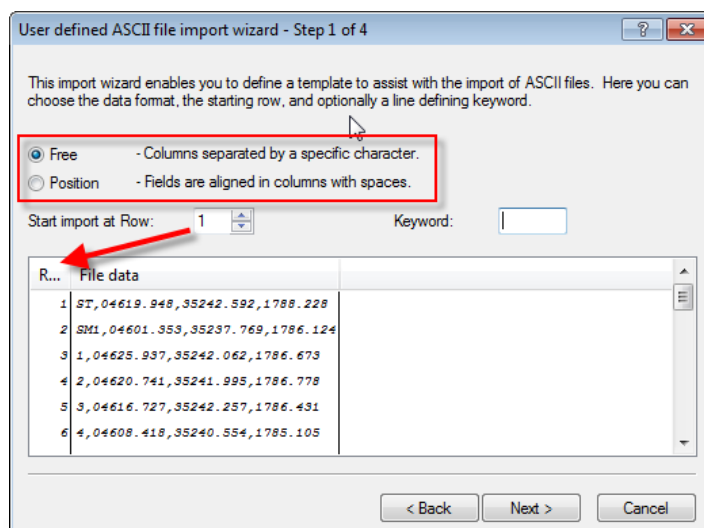 User defined ASCII file import wizard - Step 1 of 4
This import wizard enables you to define a template to assist with the import of ASCII files. Here you can
choose the data format, the starting row, and optionally a line defining keyword.
Free - Columns separated by a specific character.
Position - Fields are aligned in columns with spaces.
Start import at Row: 1 Keyword:
R... File data
1 ST,04619.948,35242.592,1788.228
2 SM1,04601.353,35237.769,1786.124
3 1,04625.937,35242.062,1786.673
4 2,04620.741,35241.995,1786.778
5 3,04616.727,35242.257,1786.431
6 4,04608.418,35240.554,1785.105
< Back Next > Cancel